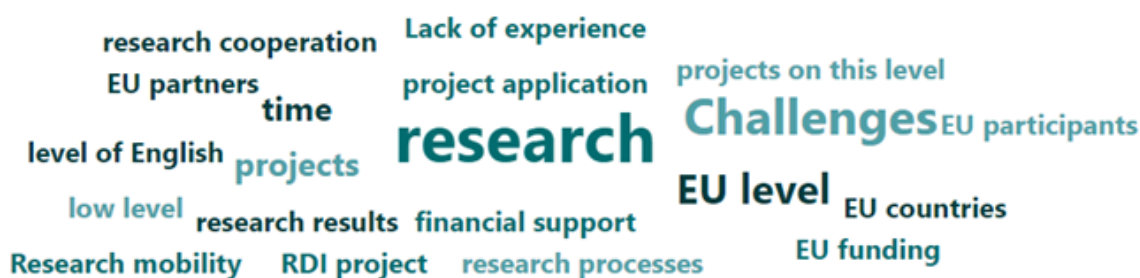 research cooperation
Lack of experience
EU partners
project application
projects on this level
time
research
Challenges
EU participants
level of English
projects
EU level
EU countries
low level
research results
financial support
Research mobility
RDI project
research processes
EU funding